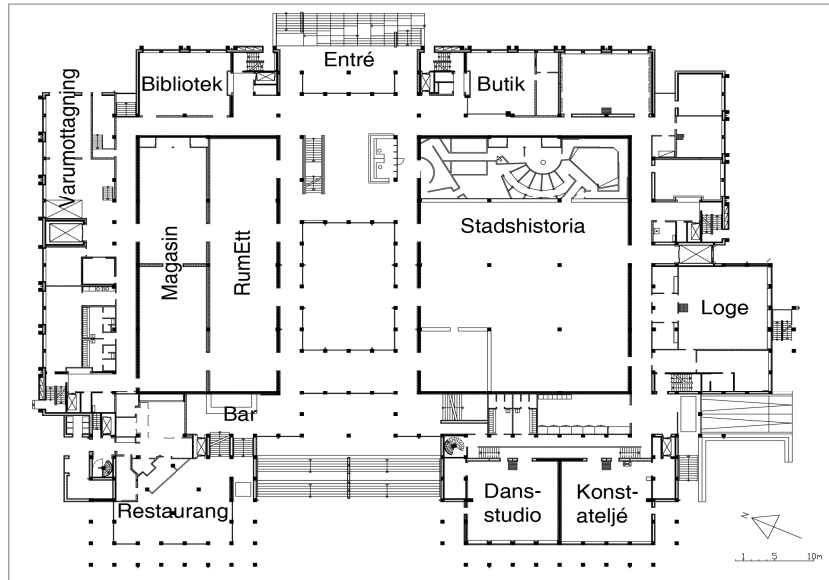 Entré
Bibliotek
Butik
Varumottagning
Magasin
RumEtt
Stadshistoria
Loge
Bar
Restaurang
Dans-
studio
Konst-
ateljé
N
1 5 10m